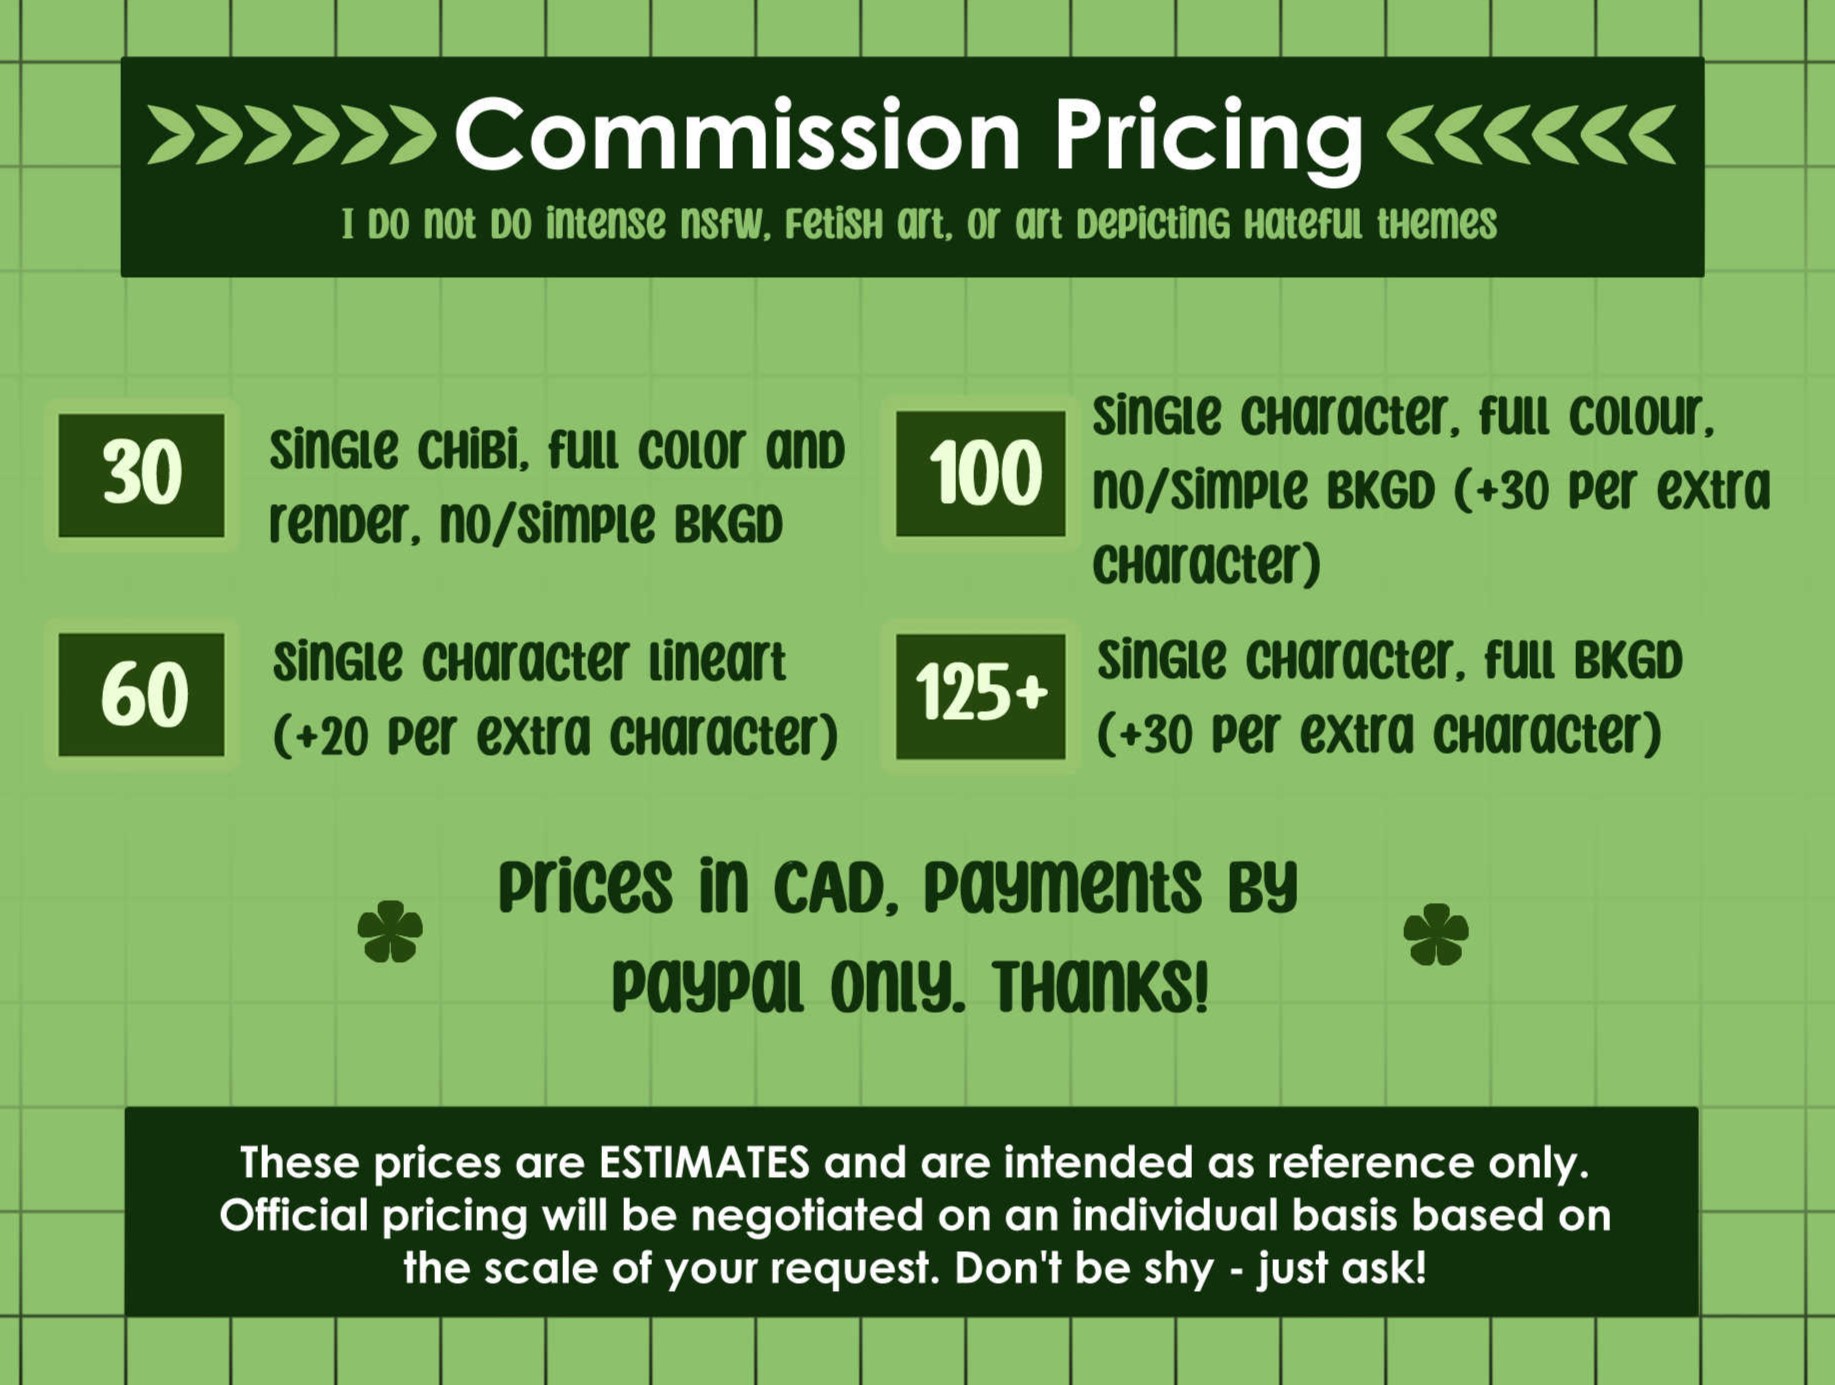 Commission Pricing
I do not do intense nsfw, fetish art, or art depicting hateful themes
30
single chibi, full color and
render, no/simple BKGD
100
single character, full colour,
no/simple BKGD (+30 per extra
character)
60
single character lineart
(+20 per extra character)
125+
single character, full BKGD
(+30 per extra character)
prices in CAD, payments by
paypal only. Thanks!
These prices are ESTIMATES and are intended as reference only.
Official pricing will be negotiated on an individual basis based on
the scale of your request. Don't be shy - just ask!